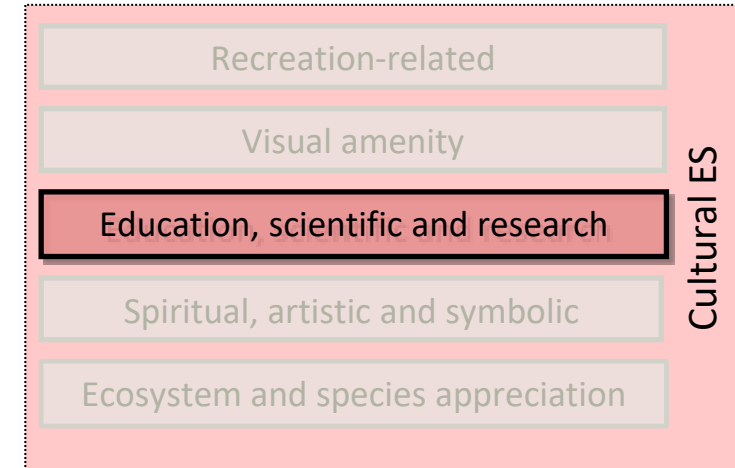 Recreation-related
Visual amenity
Education, scientific and research
Spiritual, artistic and symbolic
Ecosystem and species appreciation
Cultural ES